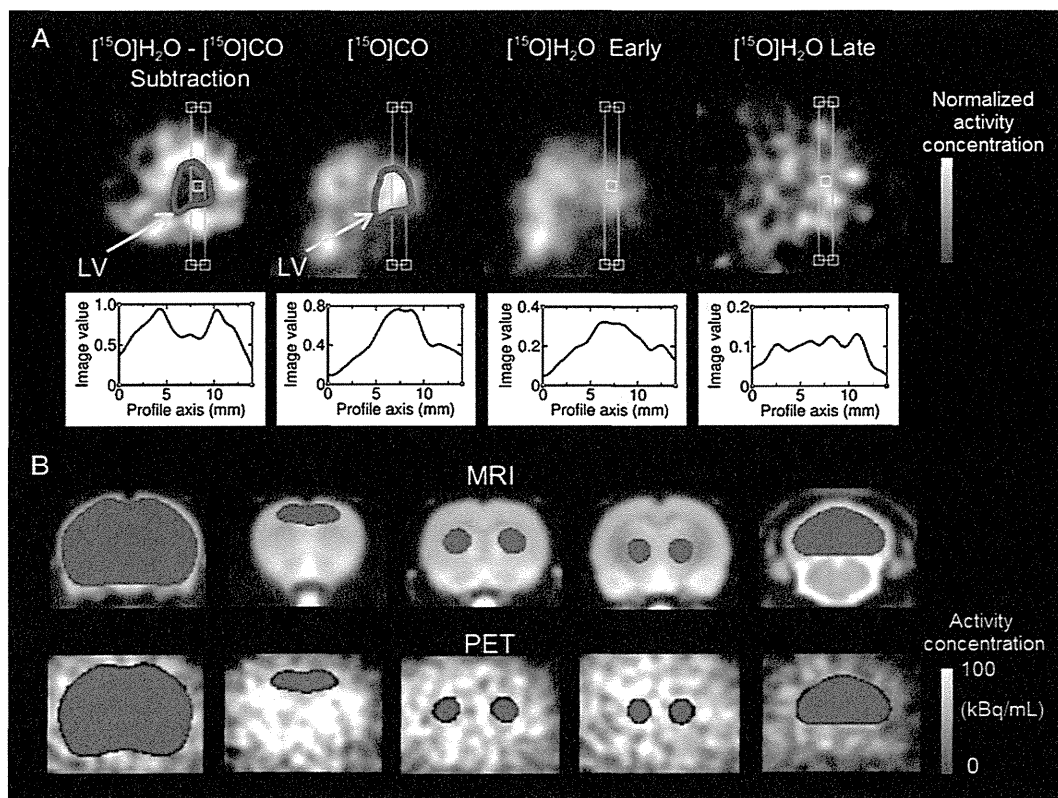 A
[¹⁵O]H₂O - [¹⁵O]CO
Subtraction
[¹⁵O]CO
[¹⁵O]H₂O Early
[¹⁵O]H₂O Late
Normalized
activity
concentration
LV
LV
1.0
0.5
0
Image value
0 5 10
Profile axis (mm)
0.8
0.4
0
Image value
0 5 10
Profile axis (mm)
0.4
0.2
0
Image value
0 5 10
Profile axis (mm)
0.2
0.1
0
Image value
0 5 10
Profile axis (mm)
B
MRI
PET
Activity
concentration
100
(kBq/mL)
0